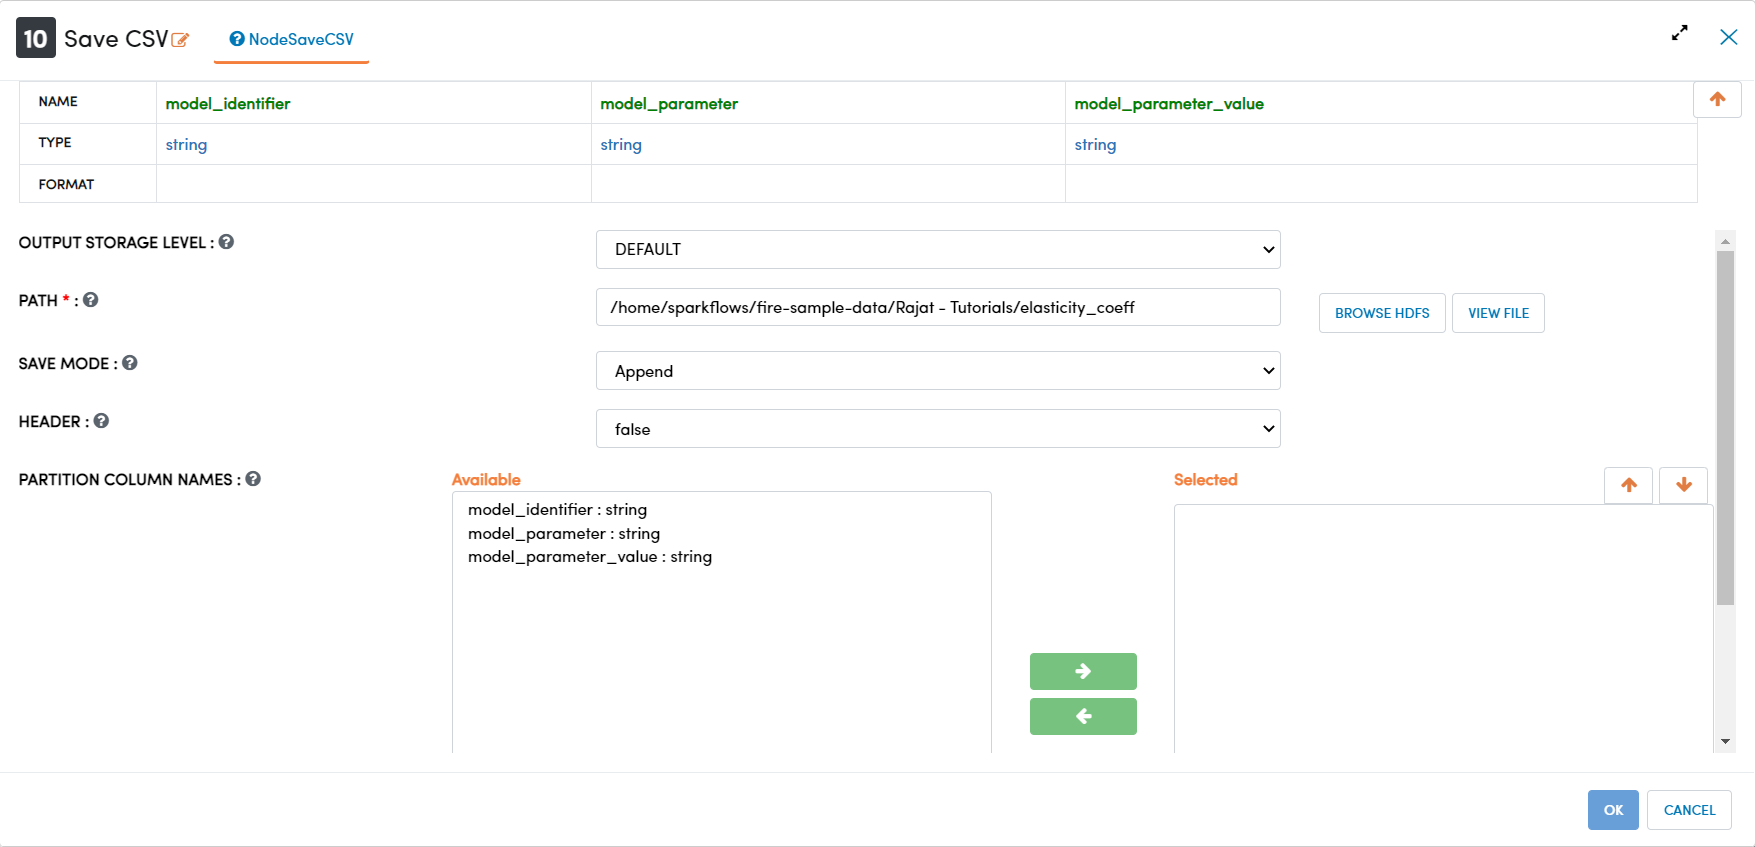 10 Save CSV NodeSaveCSV
NAME model_identifier model_parameter model_parameter_value
TYPE string string string
FORMAT
OUTPUT STORAGE LEVEL : DEFAULT
PATH * : /home/sparkflows/fire-sample-data/Rajat - Tutorials/elasticity_coeff BROWSE HDFS VIEW FILE
SAVE MODE : Append
HEADER : false
PARTITION COLUMN NAMES : Available Selected
model_identifier : string
model_parameter : string
model_parameter_value : string
OK CANCEL